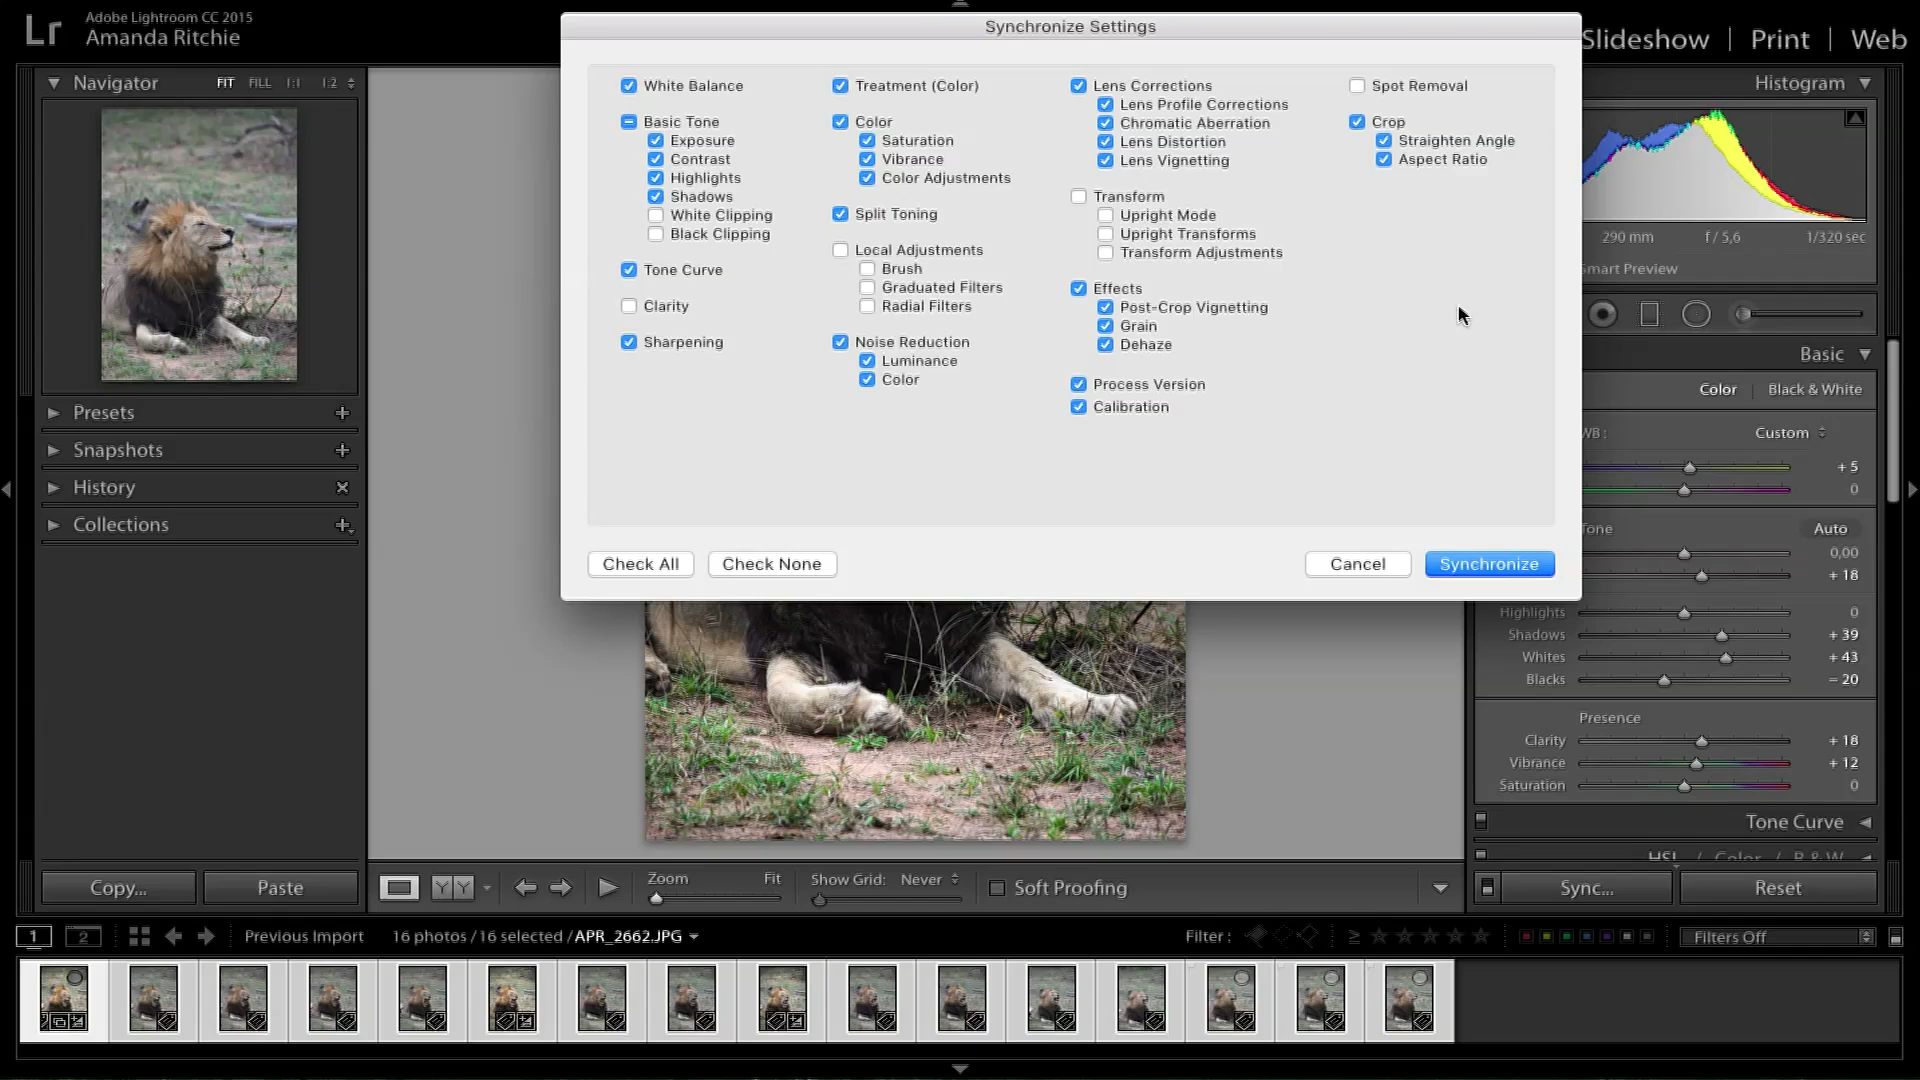 Adobe Lightroom CC 2015
Amanda Ritchie
Slideshow | Print | Web
Navigator FIT FILL 1:1 1:2
Presets
Snapshots
History
Collections
Copy... Paste
Synchronize Settings
White Balance
Basic Tone
Exposure
Contrast
Highlights
Shadows
White Clipping
Black Clipping
Tone Curve
Clarity
Sharpening
Treatment (Color)
Color
Saturation
Vibrance
Color Adjustments
Split Toning
Local Adjustments
Brush
Graduated Filters
Radial Filters
Noise Reduction
Luminance
Color
Lens Corrections
Lens Profile Corrections
Chromatic Aberration
Lens Distortion
Lens Vignetting
Transform
Upright Mode
Upright Transforms
Transform Adjustments
Effects
Post-Crop Vignetting
Grain
Dehaze
Process Version
Calibration
Spot Removal
Crop
Straighten Angle
Aspect Ratio
Check All Check None Cancel Synchronize
Histogram
290 mm f / 5,6 1/320 sec
Smart Preview
Basic
Color | Black & White
WB: Custom
+ 5
0
Tone Auto
0,00
+ 18
Highlights 0
Shadows + 39
Whites + 43
Blacks - 20
Presence
Clarity + 18
Vibrance + 12
Saturation 0
Tone Curve
HSL / Color / B & W
Sync... Reset
YY Zoom Fit Show Grid: Never Soft Proofing
1 2 Previous Import 16 photos / 16 selected / APR_2662.JPG Filter: ≥ Filters Off